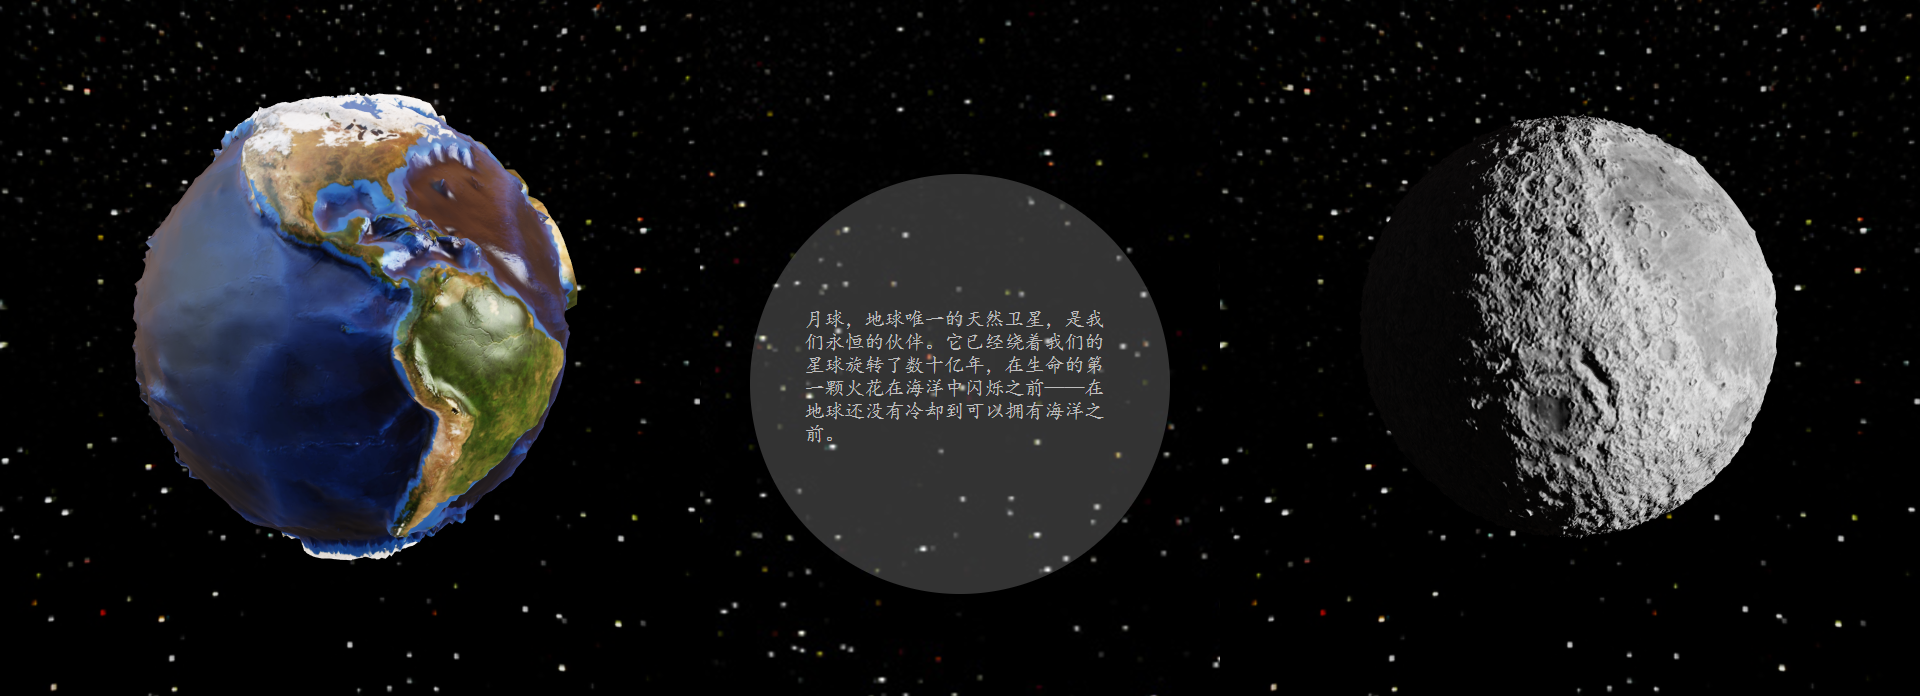 月球，地球唯一的天然卫星，是我
们永恒的伙伴。它已经绕着我们的
星球旋转了数十亿年，在生命的第
一颗火花在海洋中闪烁之前——在
地球还没有冷却到可以拥有海洋之
前。